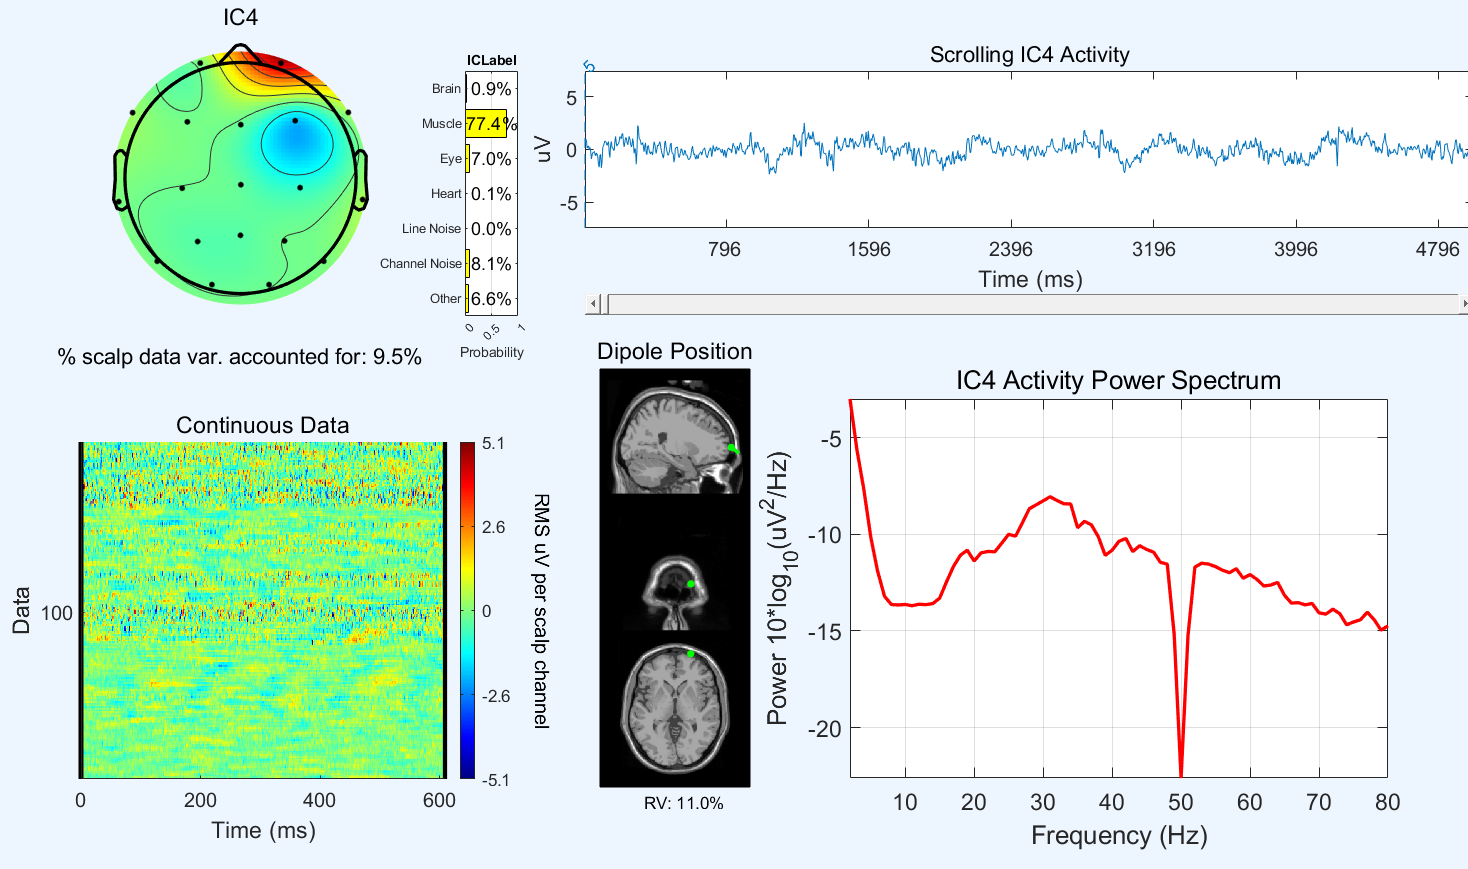 IC4
ICLabel
Brain 0.9%
Muscle 77.4%
Eye 7.0%
Heart 0.1%
Line Noise 0.0%
Channel Noise 8.1%
Other 6.6%
0 0.5 1
Probability
% scalp data var. accounted for: 9.5%
Scrolling IC4 Activity
5
5
0
-5
uV
796 1596 2396 3196 3996 4796
Time (ms)
Continuous Data
Data
100
0 200 400 600
Time (ms)
5.1
2.6
0
-2.6
-5.1
RMS uV per scalp channel
Dipole Position
RV: 11.0%
IC4 Activity Power Spectrum
Power 10*log10(uV2/Hz)
-5
-10
-15
-20
10 20 30 40 50 60 70 80
Frequency (Hz)